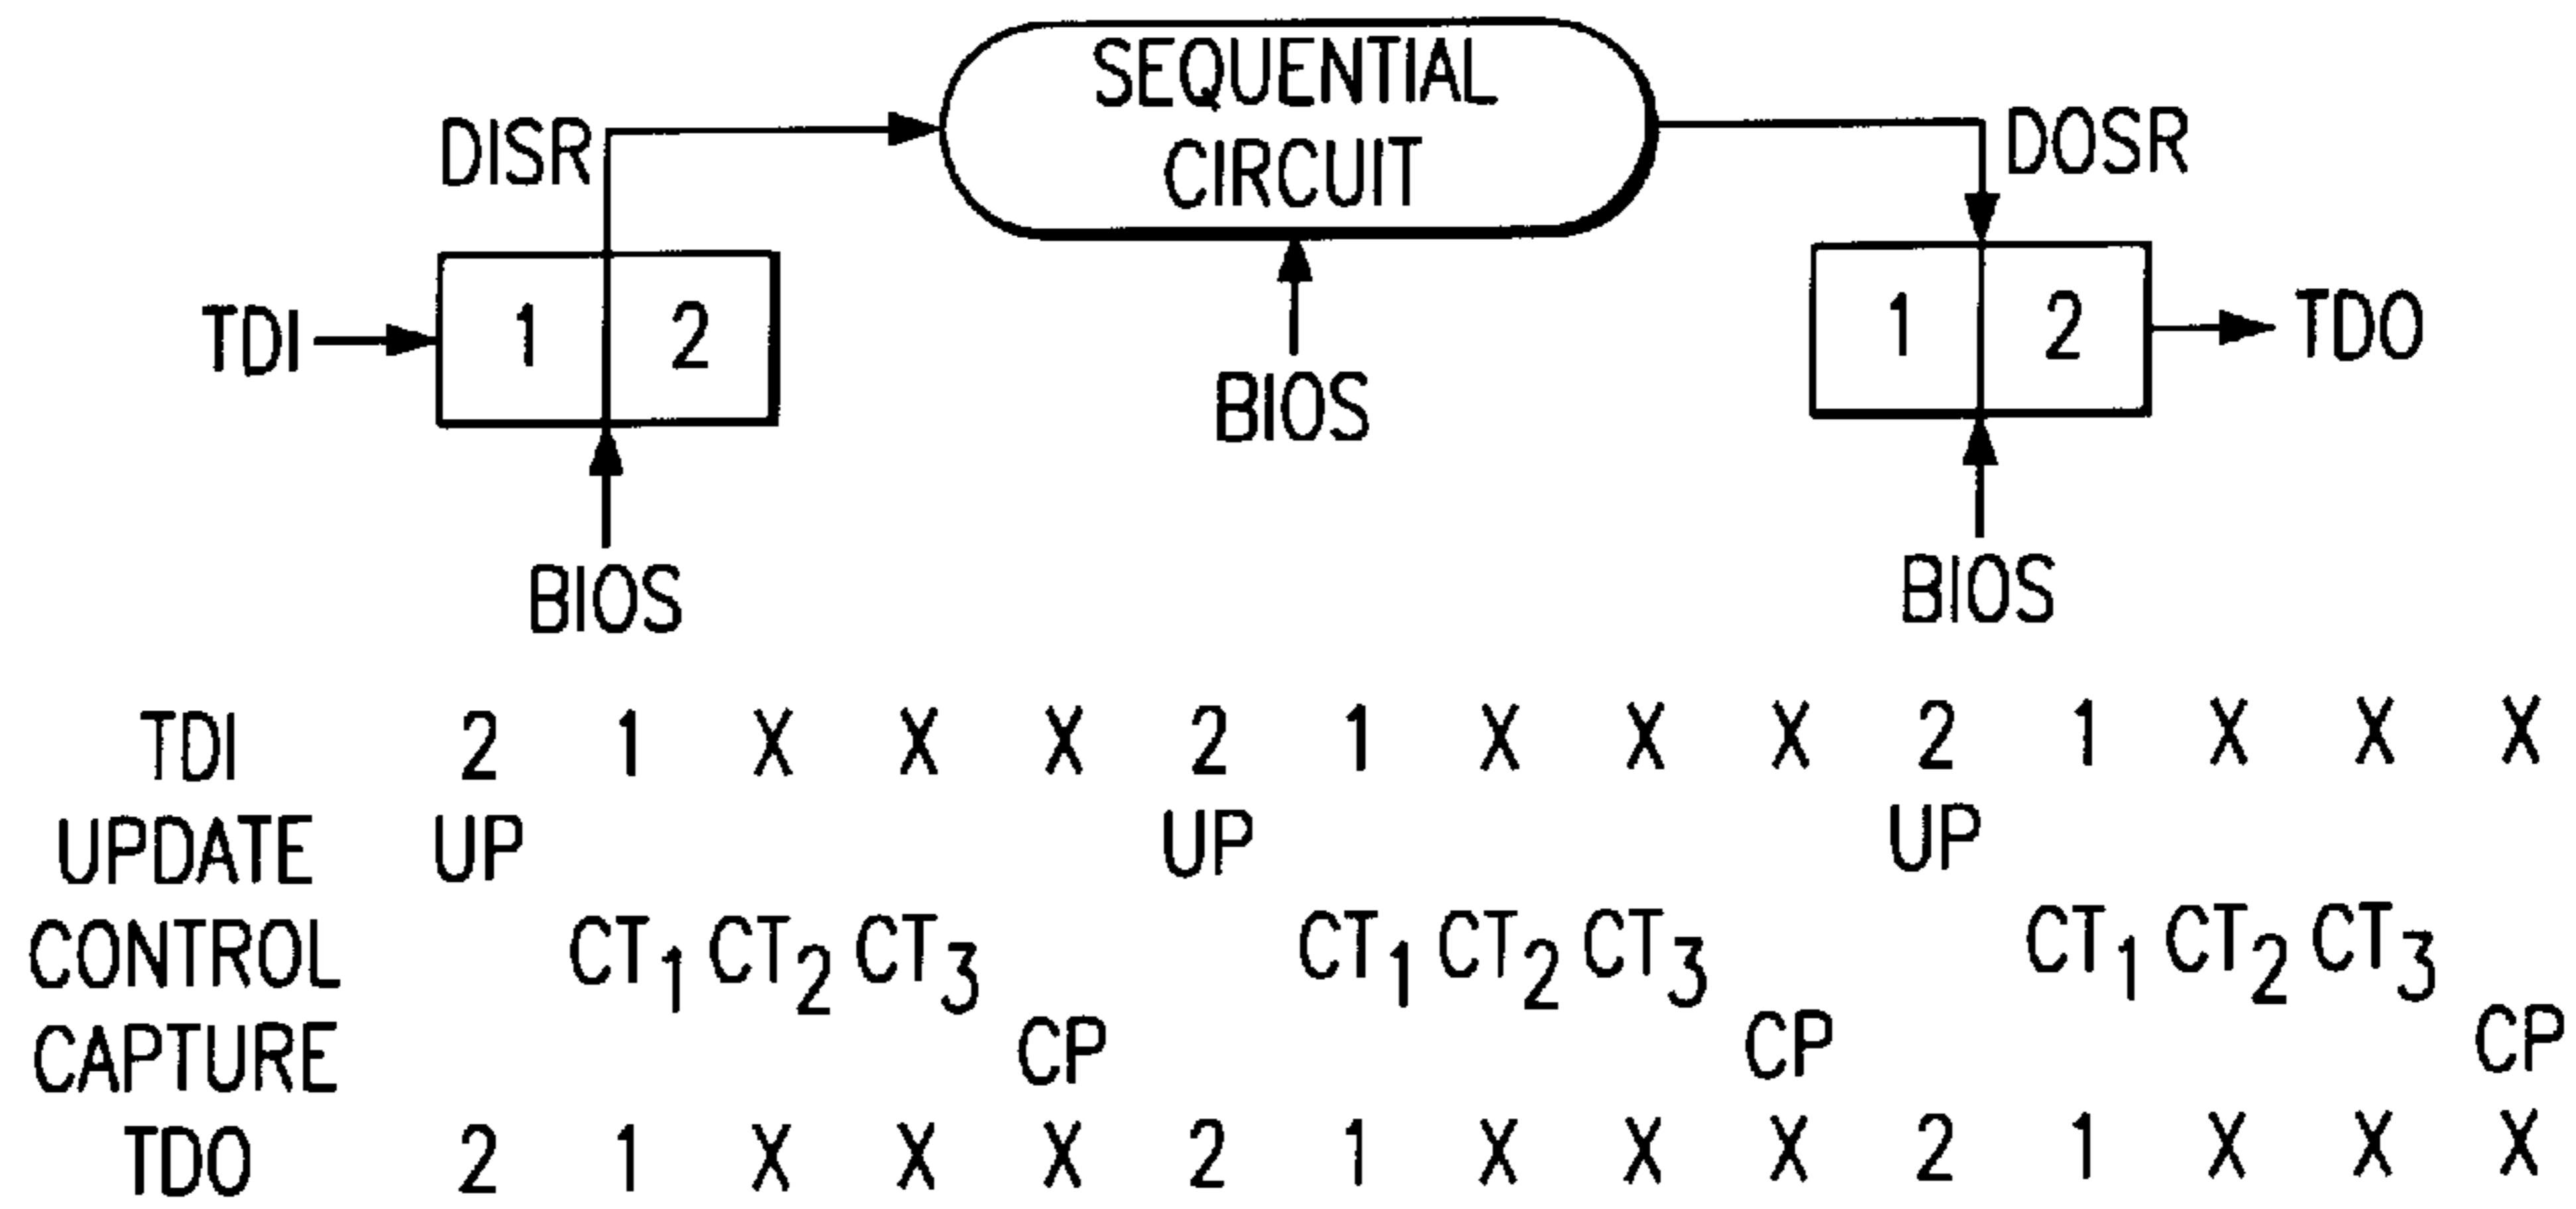 SEQUENTIAL
CIRCUIT
DISR
DOSR
TDI
1 2
1 2
TDO
BIOS
BIOS
BIOS
TDI 2 1 X X X 2 1 X X X 2 1 X X X
UPDATE UP UP UP
CONTROL CT1 CT2 CT3 CT1 CT2 CT3 CT1 CT2 CT3
CAPTURE CP CP CP
TDO 2 1 X X X 2 1 X X X 2 1 X X X